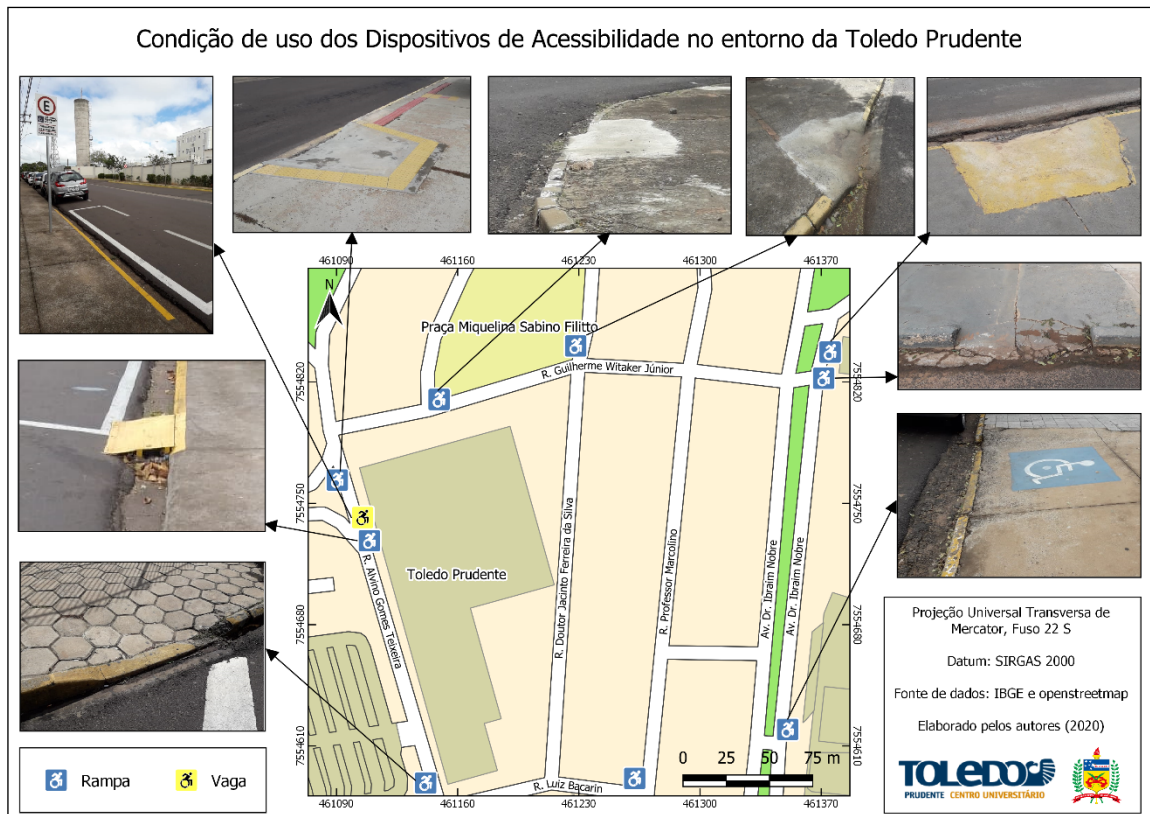 Condição de uso dos Dispositivos de Acessibilidade no entorno da Toledo Prudente
E
461090
461160
461230
461300
461370
N
Praça Miquelina Sabino Filitto
R. Guilherme Witaker Júnior
7554820
7554820
7554750
7554750
Toledo Prudente
R. Alvino Gomes Teixeira
R. Doutor Jacinto Ferreira da Silva
R. Professor Marcolino
Av. Dr. Ibraim Nobre
Av. Dr. Ibraim Nobre
7554680
7554680
7554610
7554610
R. Luiz Bacarin
0 25 50 75 m
461090
461160
461230
461300
461370
Rampa
Vaga
Projeção Universal Transversa de
Mercator, Fuso 22 S
Datum: SIRGAS 2000
Fonte de dados: IBGE e openstreetmap
Elaborado pelos autores (2020)
TOLEDO
PRUDENTE CENTRO UNIVERSITÁRIO